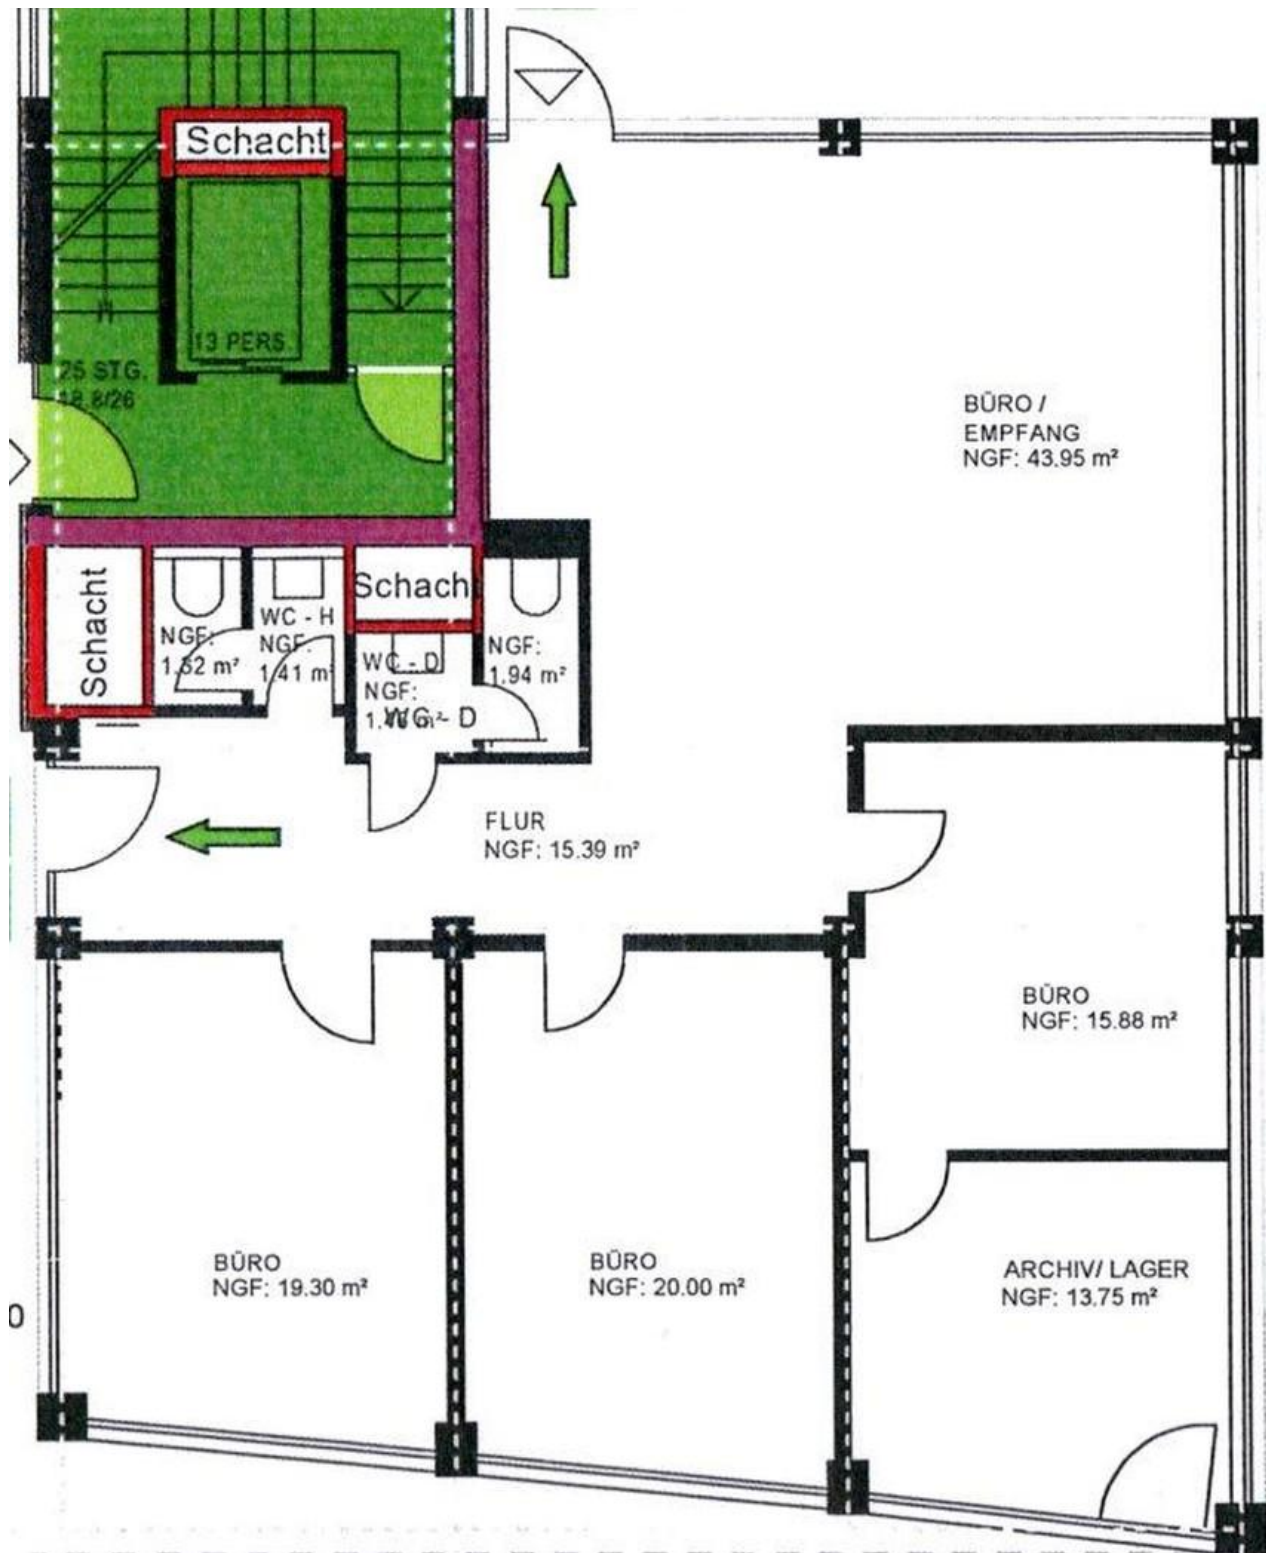 Schacht
13 PERS
25 STG.
18.8/26
BÜRO /
EMPFANG
NGF: 43.95 m²
Schacht
Schacht
NGF:
m²
WC - H
NGF:
1.41 m²
WC - D
NGF:
WC - D
NGF:
1.94 m²
FLUR
NGF: 15.39 m²
BÜRO
NGF: 15.88 m²
BÜRO
NGF: 19.30 m²
BÜRO
NGF: 20.00 m²
ARCHIV/ LAGER
NGF: 13.75 m²
0